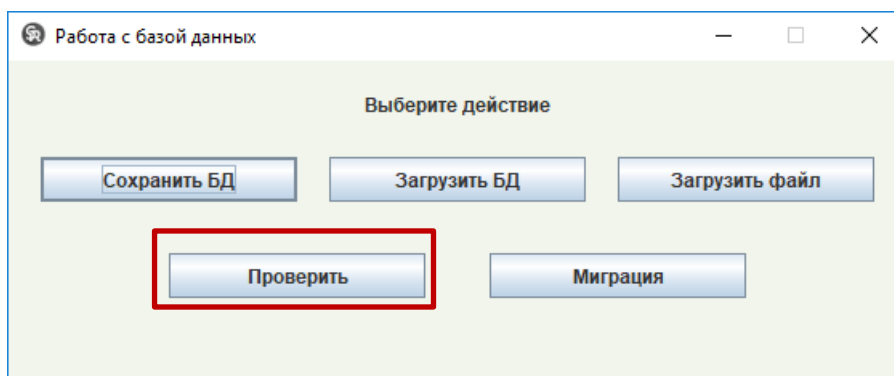 Работа с базой данных
Выберите действие
Сохранить БД
Загрузить БД
Загрузить файл
Проверить
Миграция